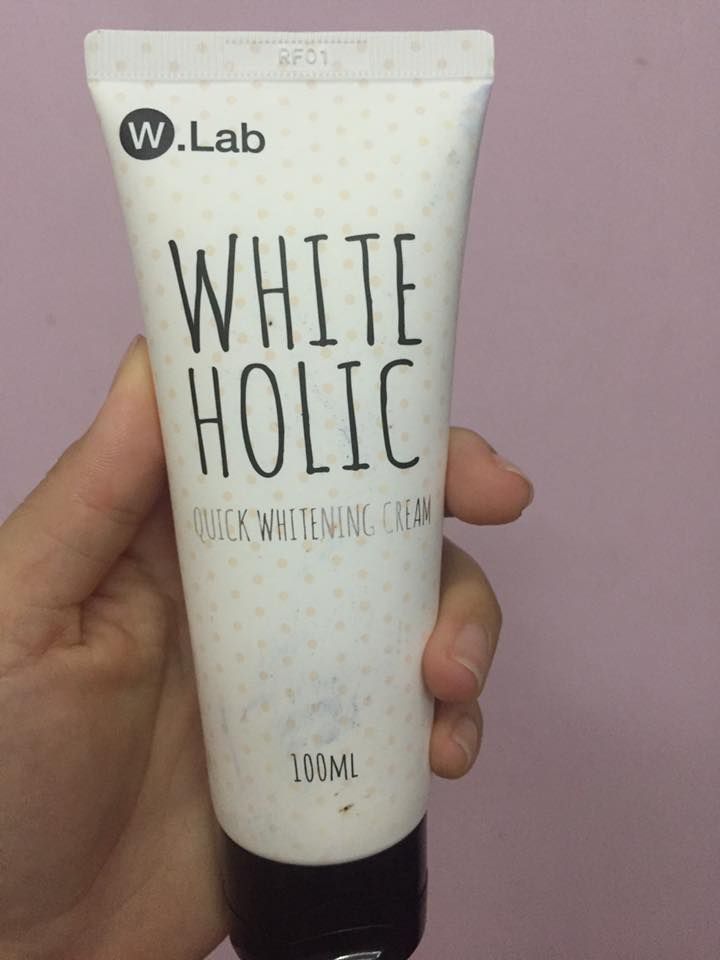 RF01
W.Lab
WHITE
HOLIC
QUICK WHITENING CREAM
100ML